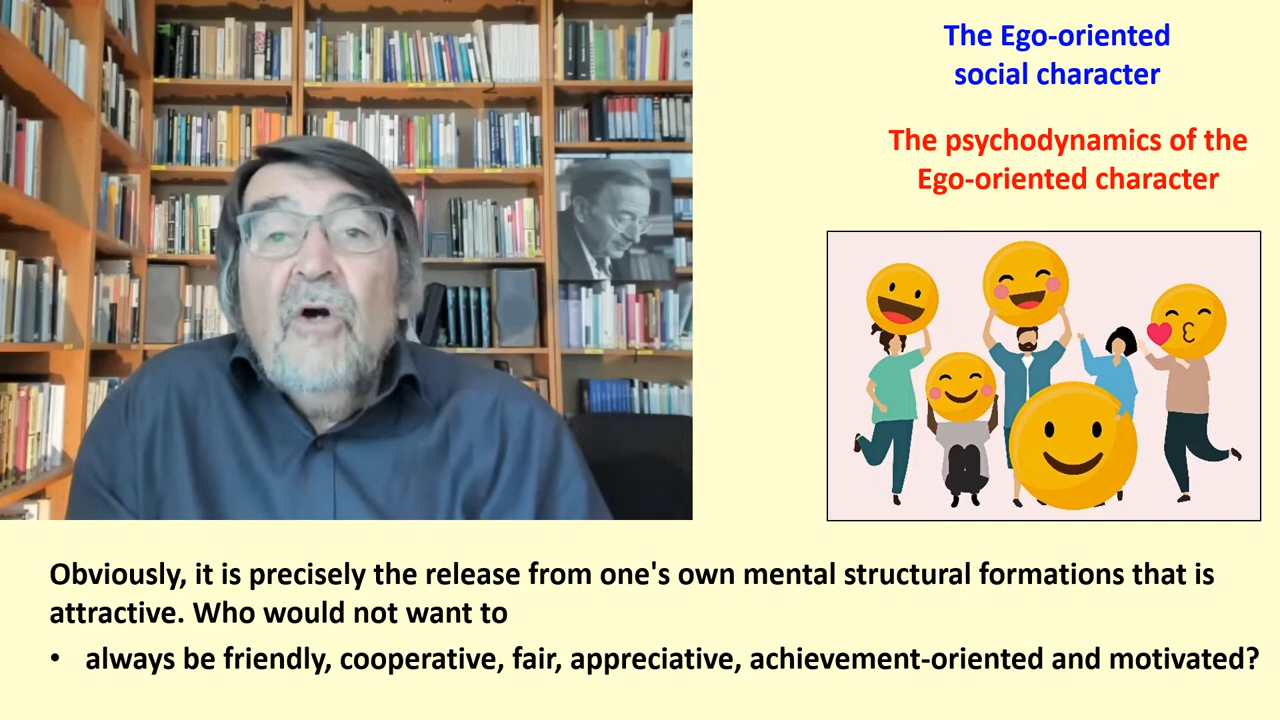 The Ego-oriented
social character
The psychodynamics of the
Ego-oriented character
Obviously, it is precisely the release from one's own mental structural formations that is
attractive. Who would not want to
• always be friendly, cooperative, fair, appreciative, achievement-oriented and motivated?